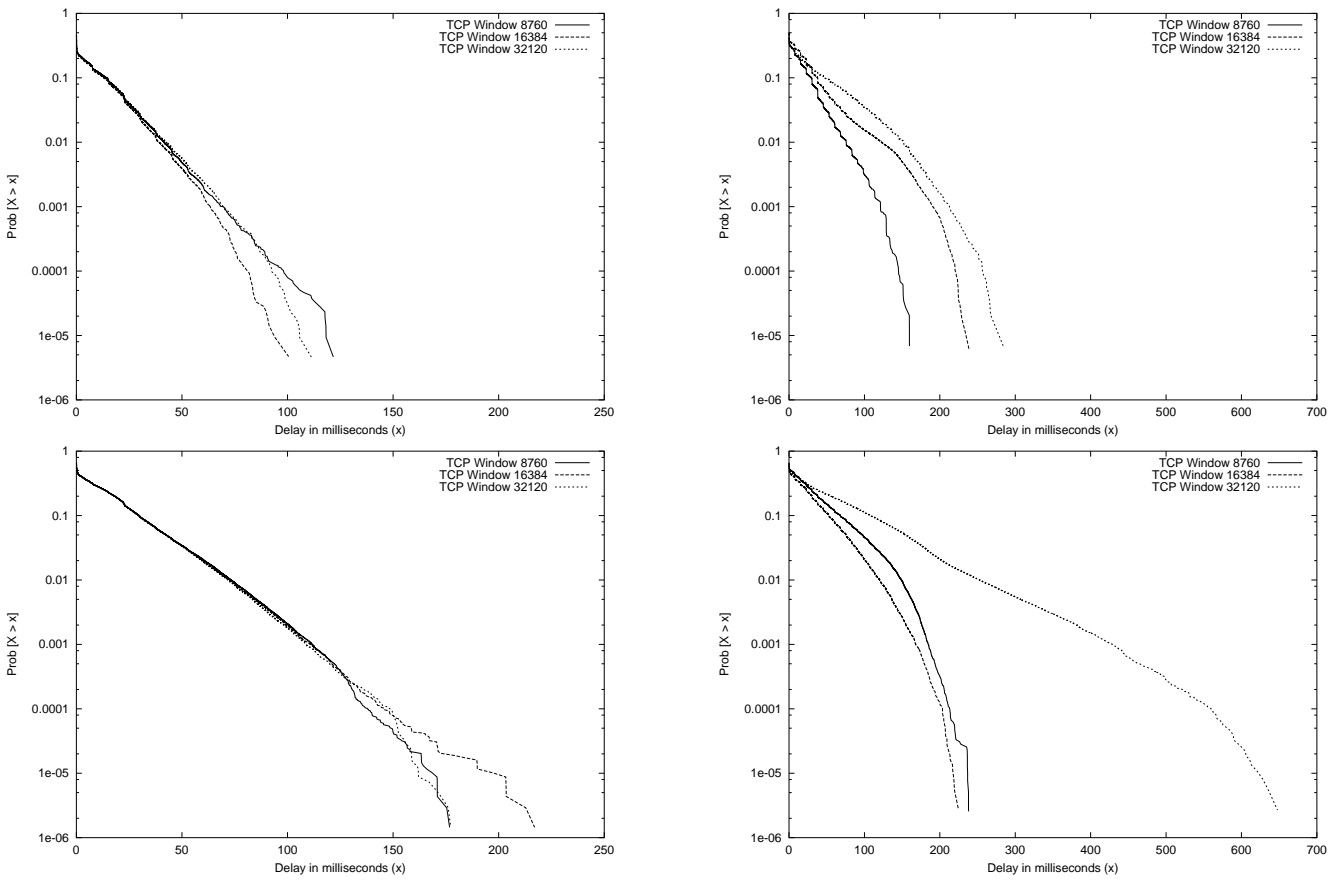 1
0.1
0.01
0.001
0.0001
1e-05
1e-06
0 50 100 150 200 250
Prob [X > x]
Delay in milliseconds (x)
TCP Window 8760
TCP Window 16384
TCP Window 32120
1
0.1
0.01
0.001
0.0001
1e-05
1e-06
0 100 200 300 400 500 600 700
Prob [X > x]
Delay in milliseconds (x)
TCP Window 8760
TCP Window 16384
TCP Window 32120
1
0.1
0.01
0.001
0.0001
1e-05
1e-06
0 50 100 150 200 250
Prob [X > x]
Delay in milliseconds (x)
TCP Window 8760
TCP Window 16384
TCP Window 32120
1
0.1
0.01
0.001
0.0001
1e-05
1e-06
0 100 200 300 400 500 600 700
Prob [X > x]
Delay in milliseconds (x)
TCP Window 8760
TCP Window 16384
TCP Window 32120